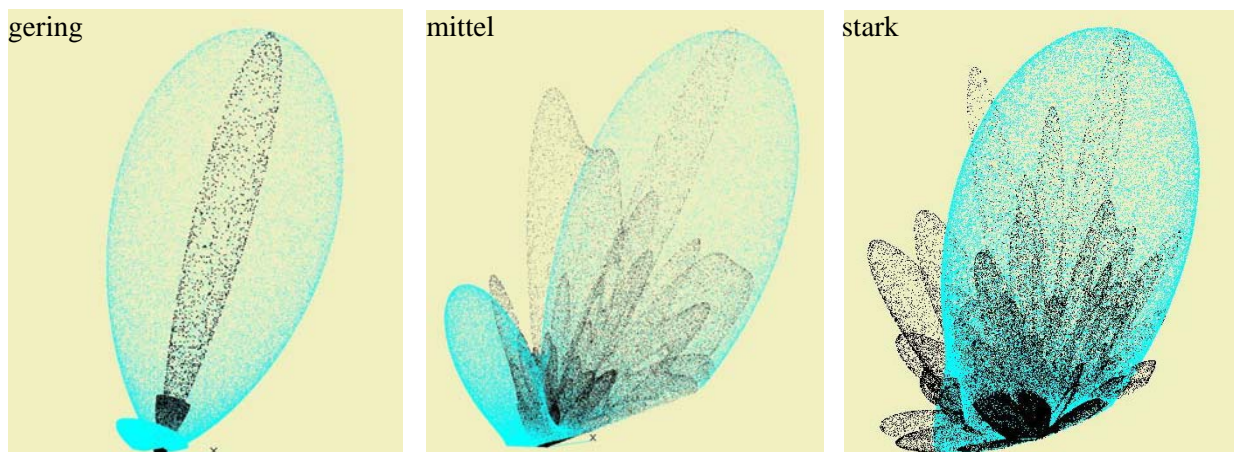 gering
mittel
stark
x
x